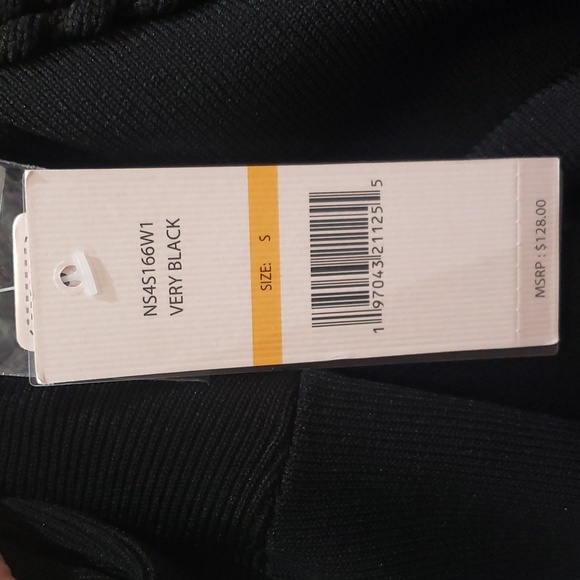 NS4S166W1
VERY BLACK
SIZE: S
1 97043 21125 5
MSRP : $128.00